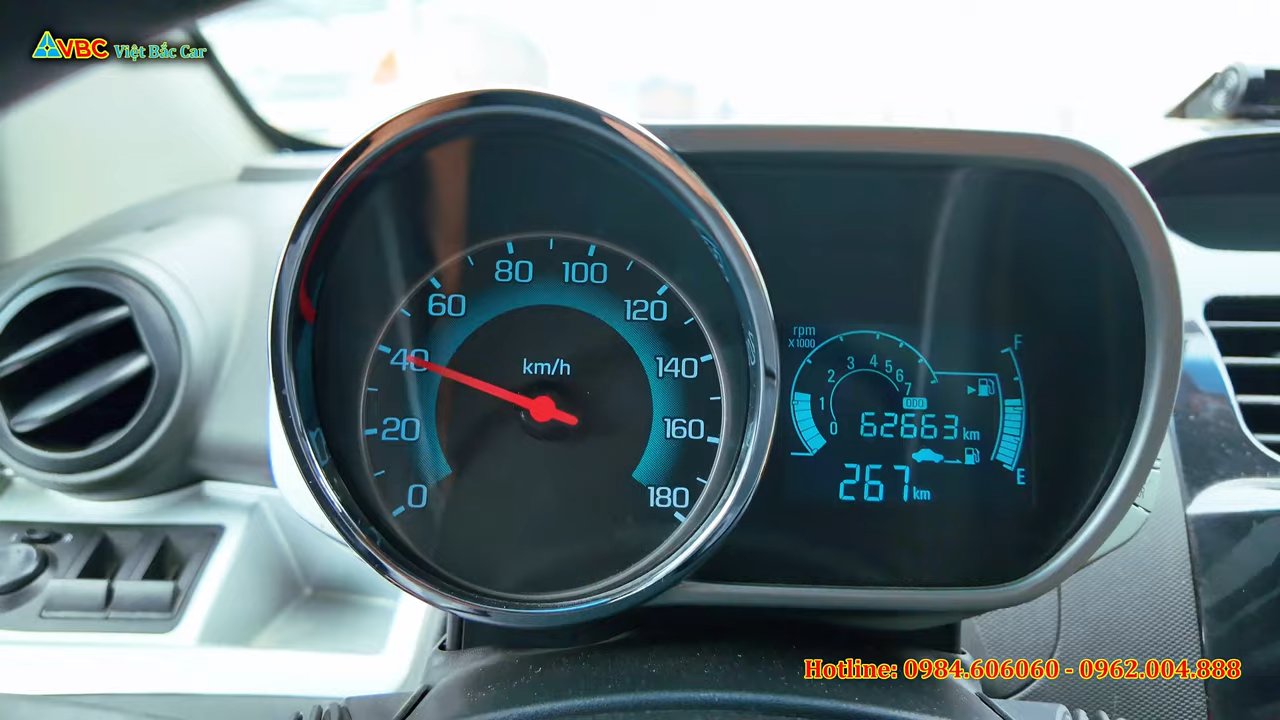 VBC Việt Bắc Car
80 100
60 120
40 km/h 140
20 160
0 180
rpm
X1000
0 1 2 3 4 5 6 7
F
ODO
62663 km
267 km
E
Hotline: 0984.606060 - 0962.004.888